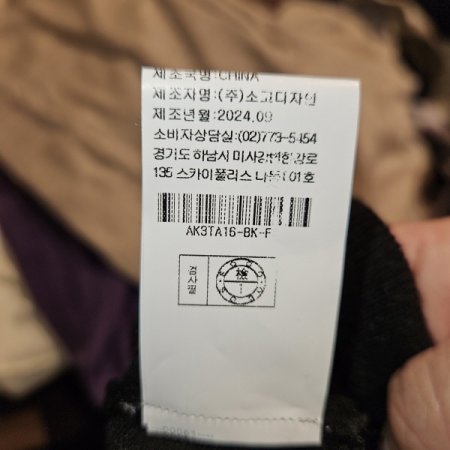 제조국명:CHINA
제조자명:(주)소고디자인
제조년월:2024.09
소비자상담실:(02)773-5454
경기도 하남시 미사강변한강로
135 스카이폴리스 01호
AK3TA16-BK-F
검사필